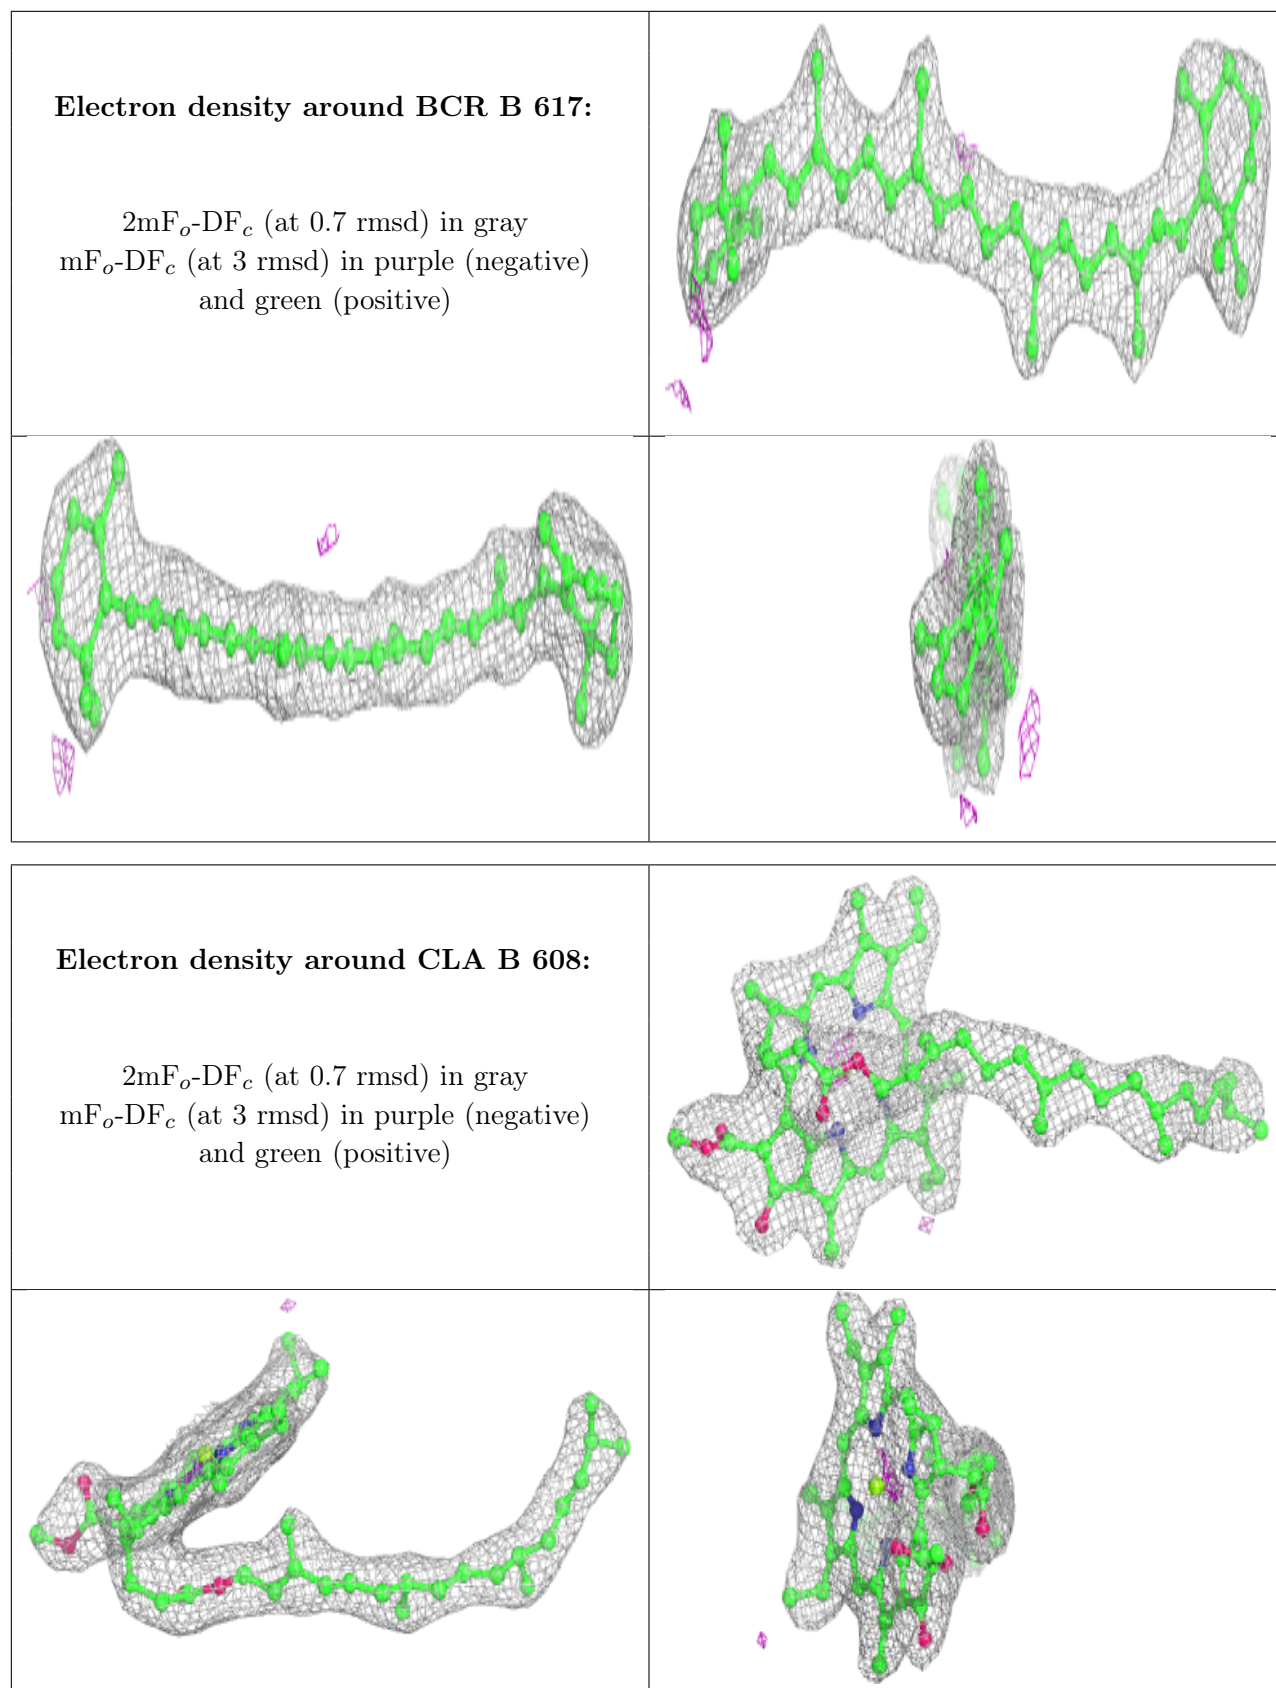 Electron density around BCR B 617:
2mFo-DFc (at 0.7 rmsd) in gray
mFo-DFc (at 3 rmsd) in purple (negative)
and green (positive)
Electron density around CLA B 608:
2mFo-DFc (at 0.7 rmsd) in gray
mFo-DFc (at 3 rmsd) in purple (negative)
and green (positive)